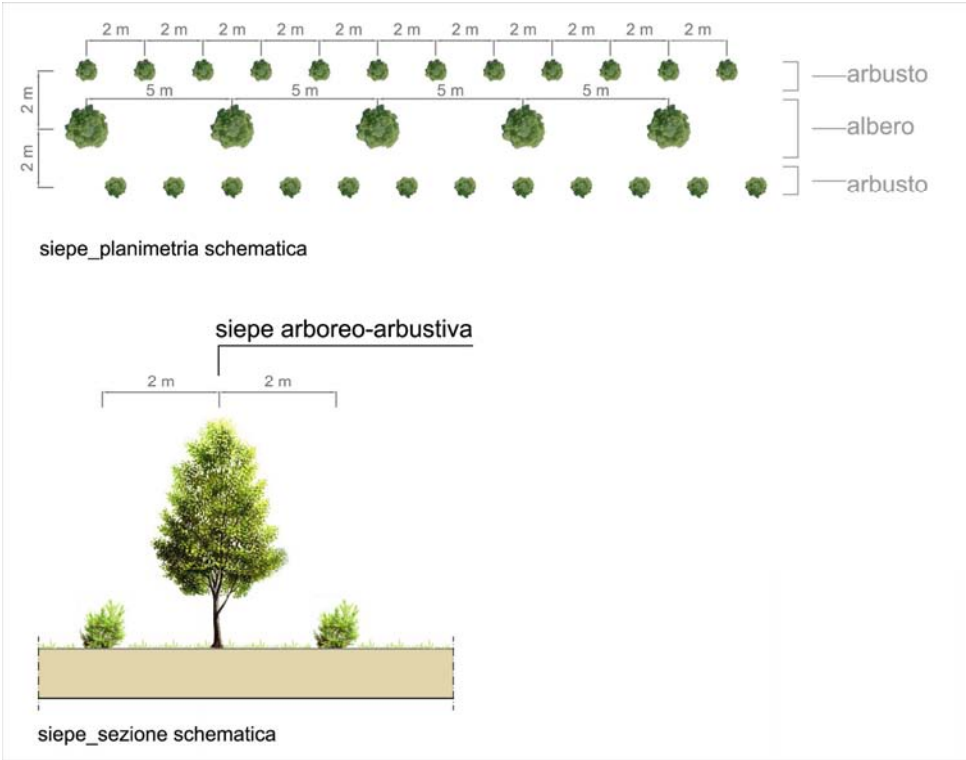 2 m 2 m 2 m 2 m 2 m 2 m 2 m 2 m 2 m 2 m 2 m
arbusto
5 m 5 m 5 m 5 m
2 m
albero
2 m
arbusto
siepe_planimetria schematica
siepe arboreo-arbustiva
2 m 2 m
siepe_sezione schematica